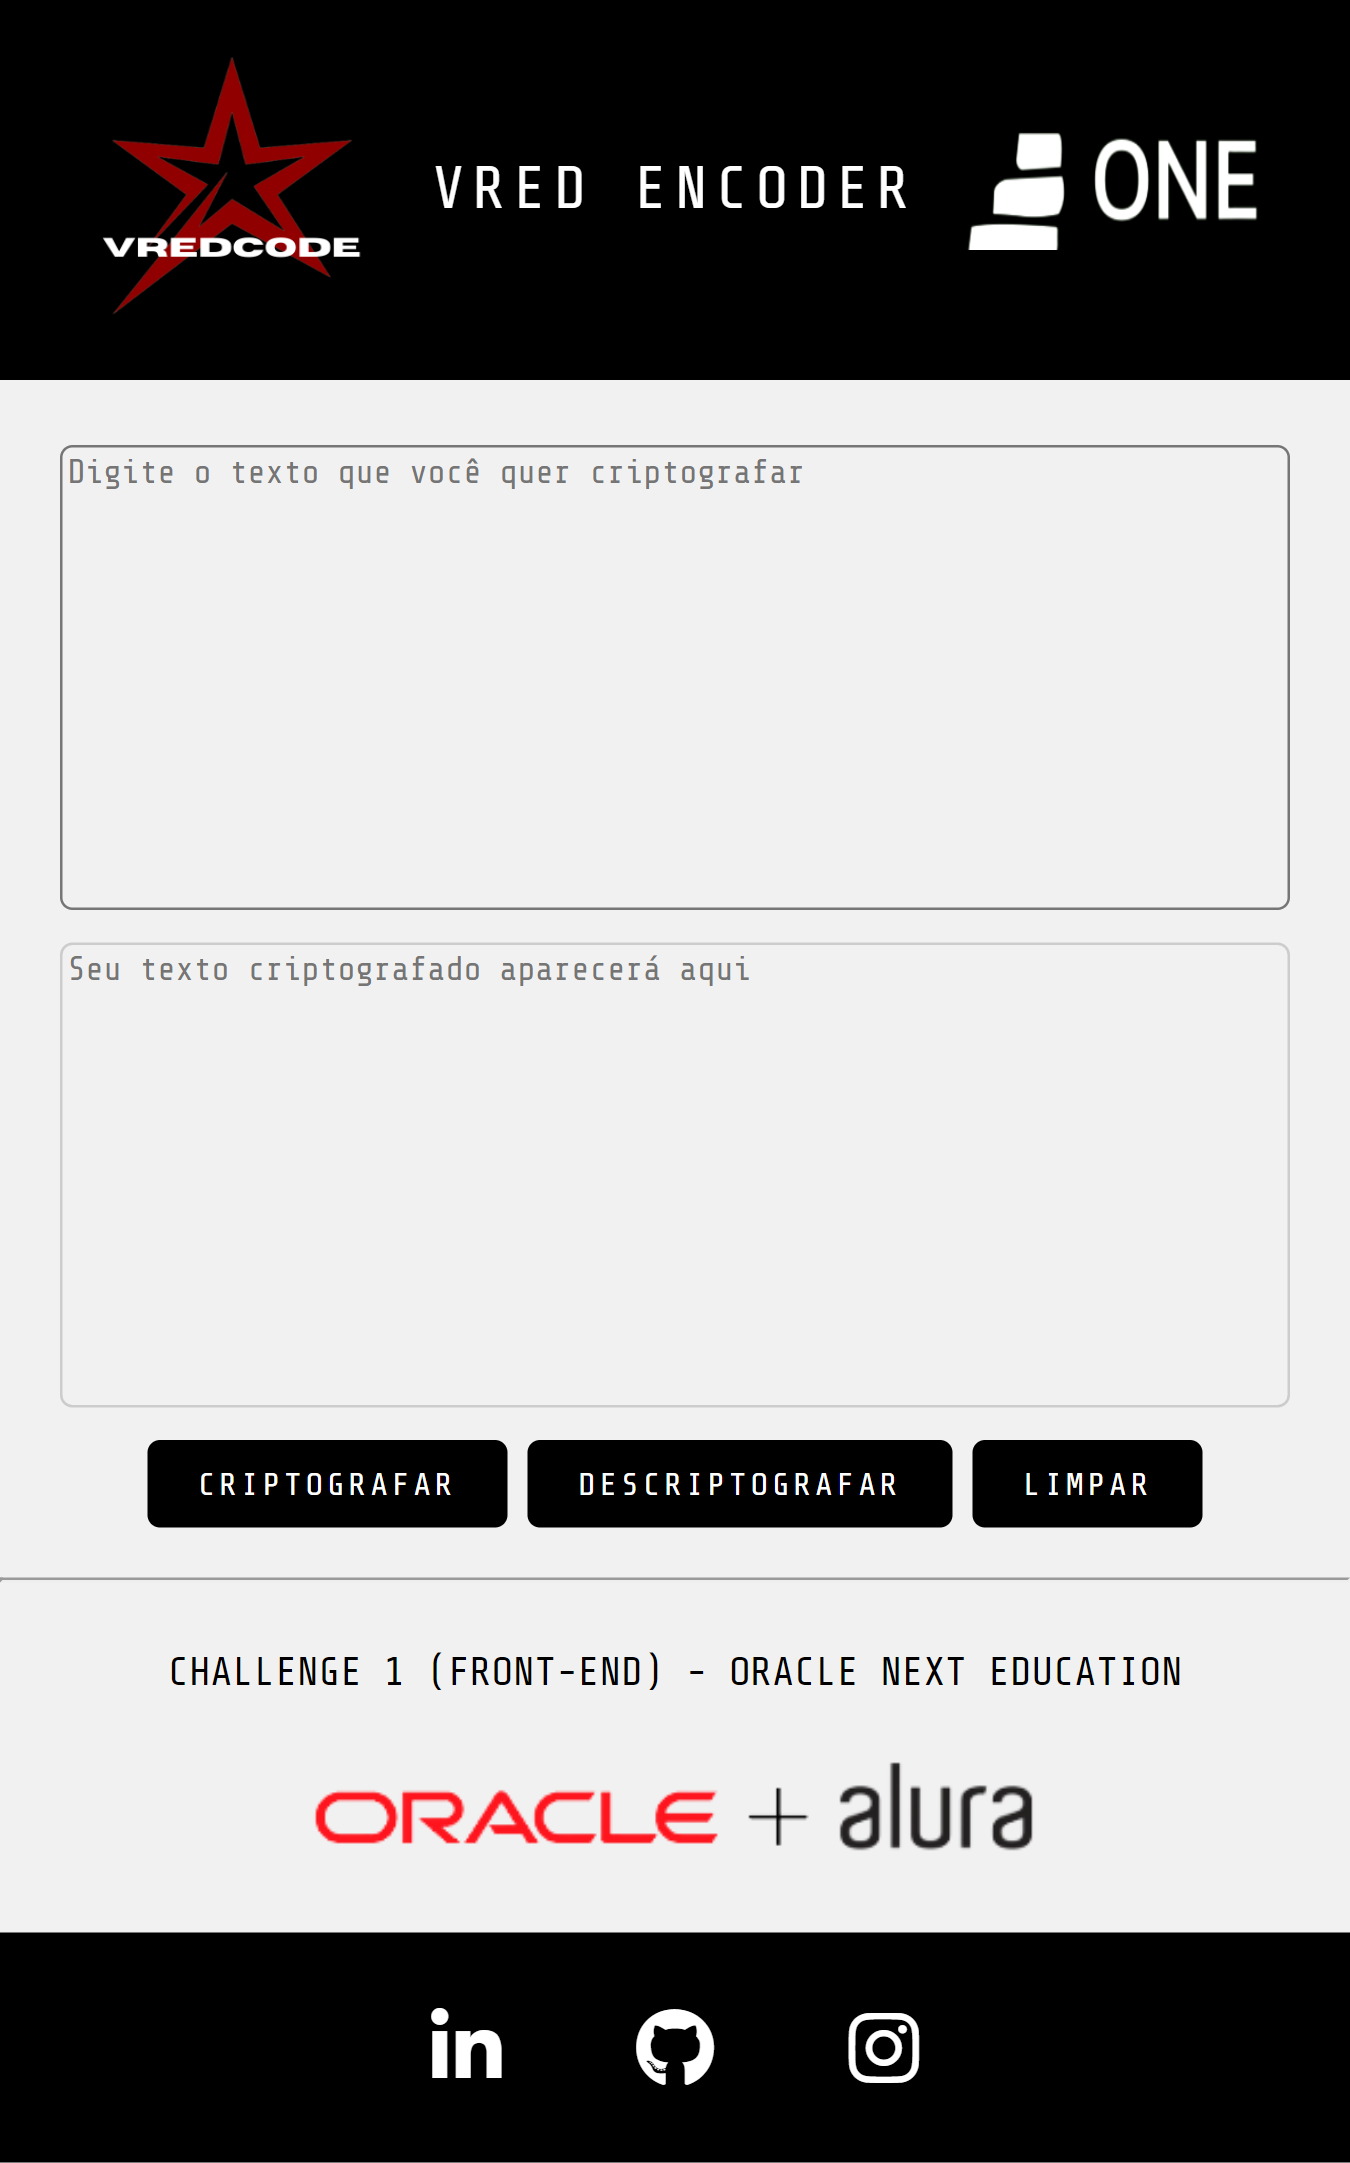 VREDCODE
VRED ENCODER
ONE
Digite o texto que você quer criptografar
Seu texto criptografado aparecerá aqui
CRIPTOGRAFAR
DESCRIPTOGRAFAR
LIMPAR
CHALLENGE 1 (FRONT-END) - ORACLE NEXT EDUCATION
ORACLE + alura
in